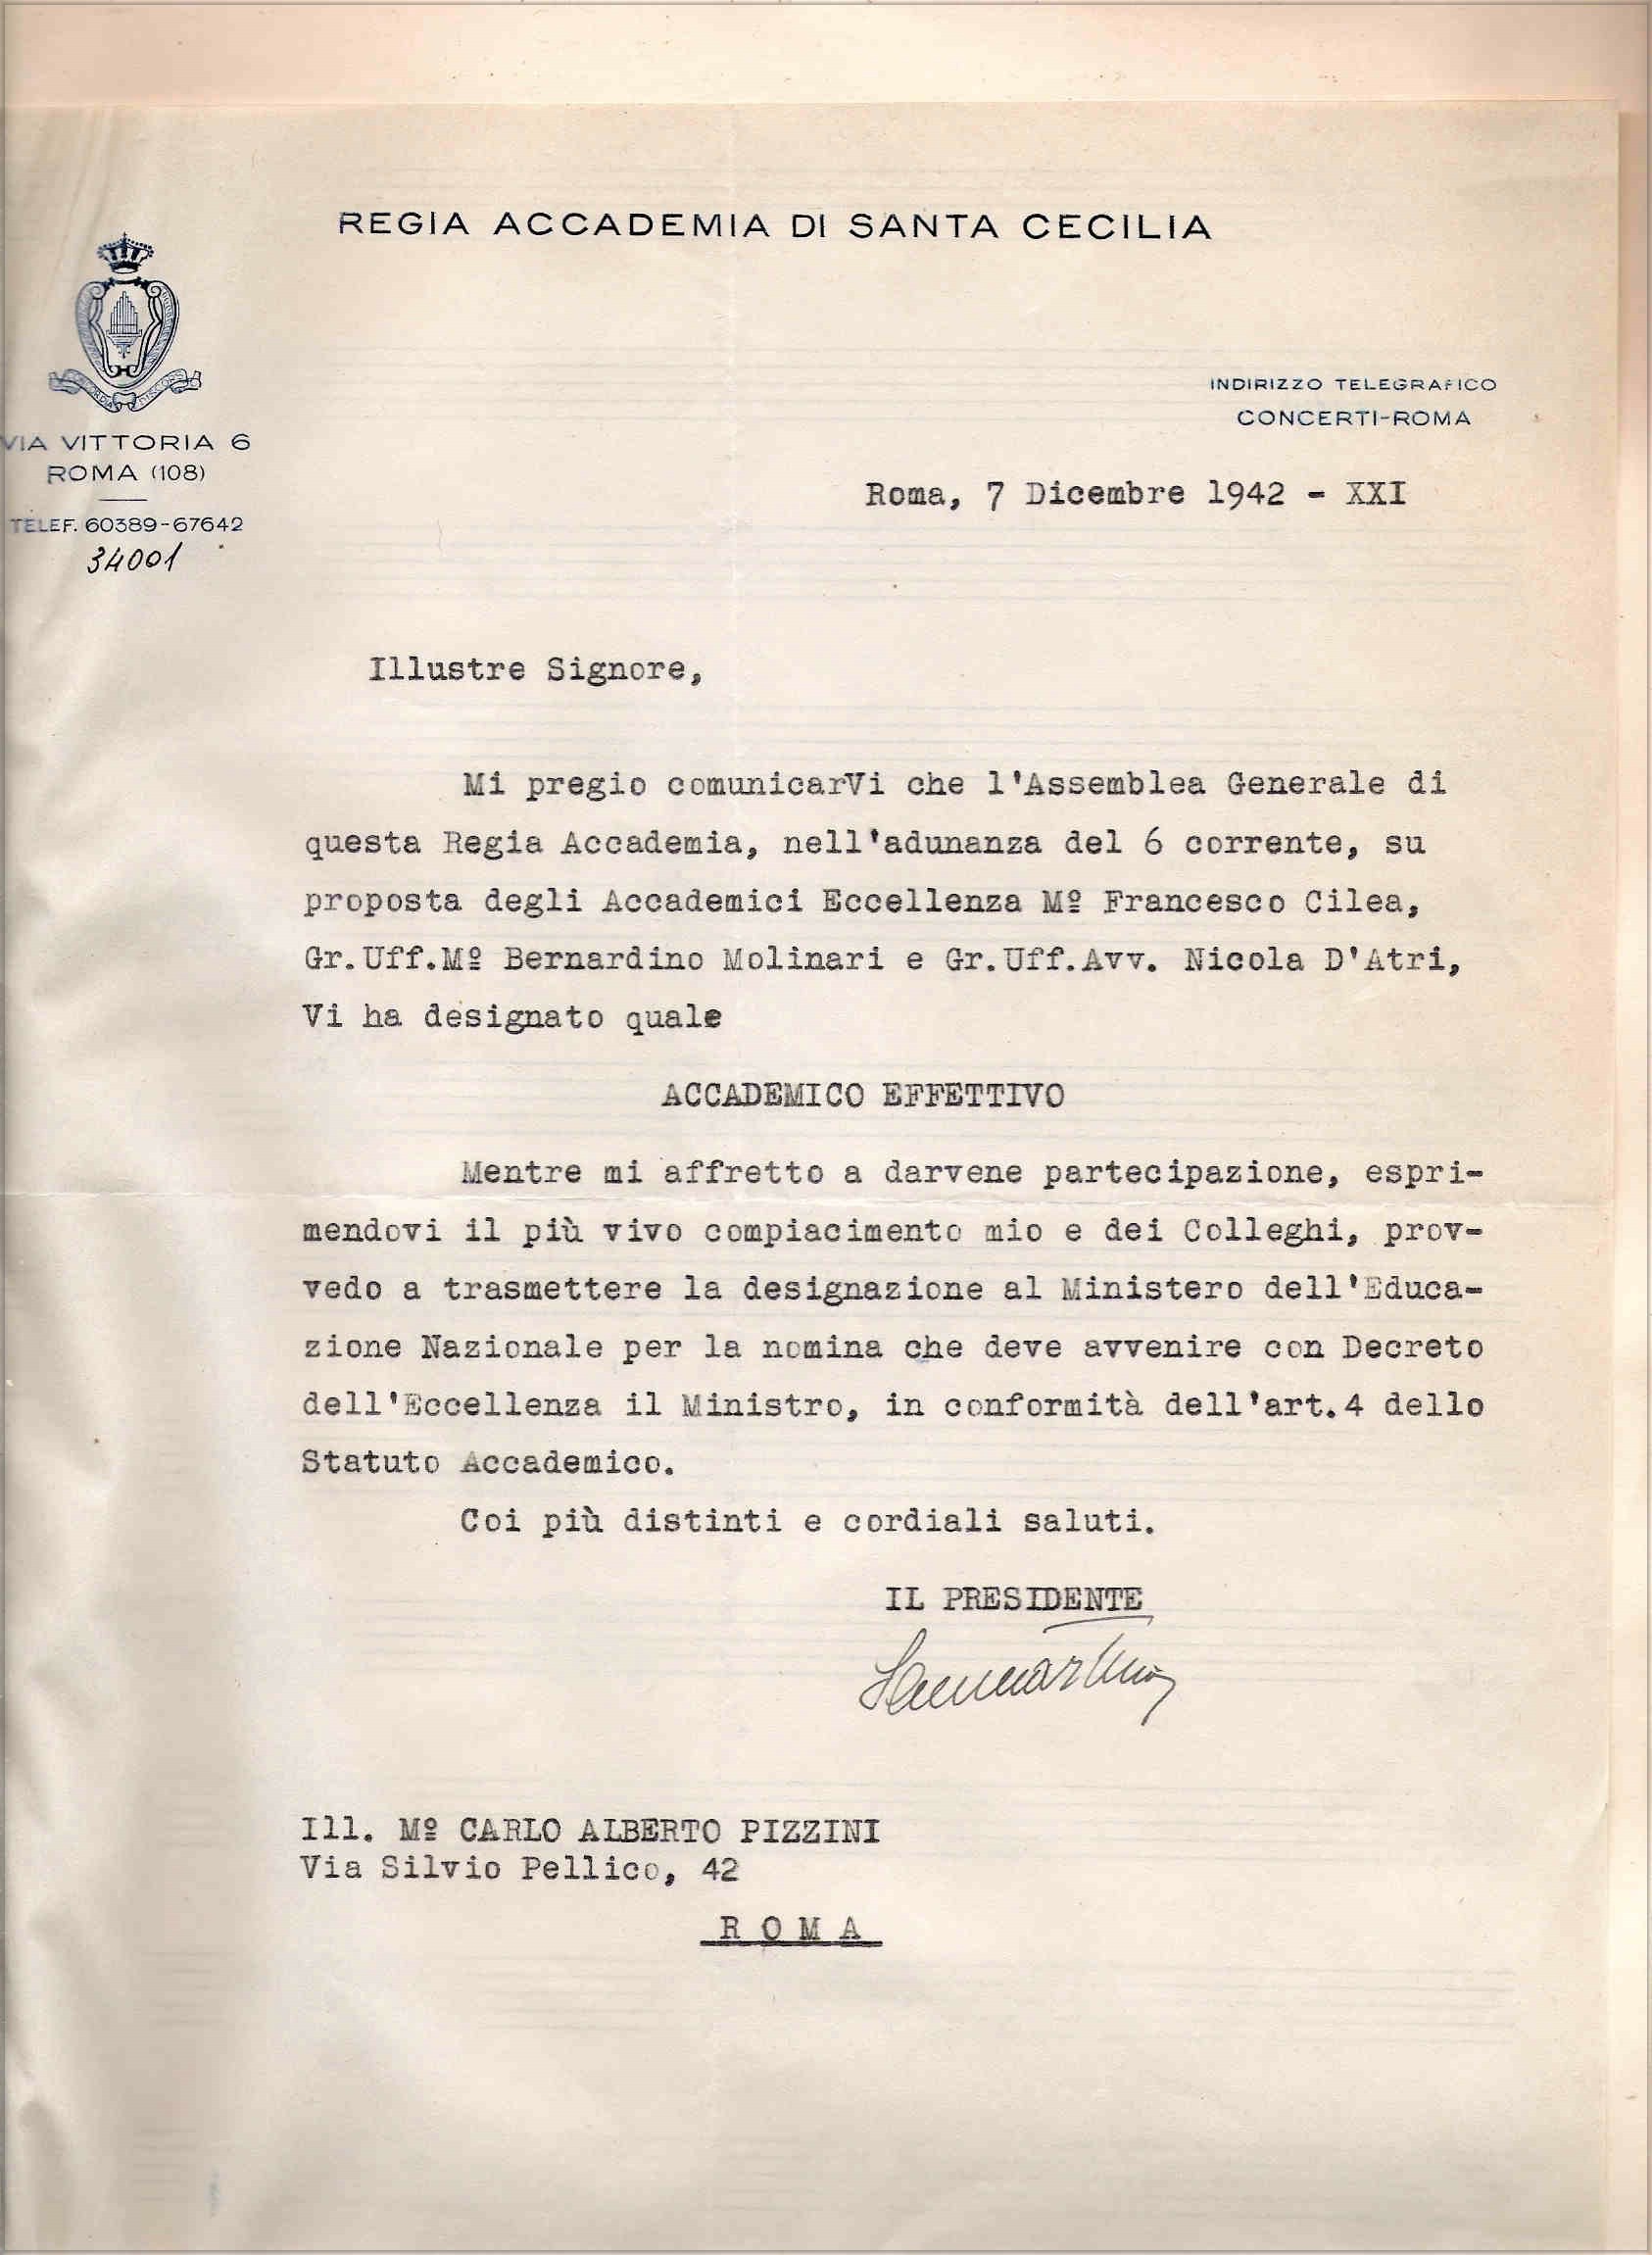 REGIA ACCADEMIA DI SANTA CECILIA
VIA VITTORIA 6
ROMA (108)
TELEF. 60389-67642
34001
INDIRIZZO TELEGRAFICO
CONCERTI-ROMA
Roma, 7 Dicembre 1942 - XXI
Illustre Signore,
Mi pregio comunicarVi che l'Assemblea Generale di
questa Regia Accademia, nell'adunanza del 6 corrente, su
proposta degli Accademici Eccellenza Mº Francesco Cilea,
Gr.Uff.Mº Bernardino Molinari e Gr.Uff.Avv. Nicola D'Atri,
Vi ha designato quale
ACCADEMICO EFFETTIVO
Mentre mi affretto a darvene partecipazione, espri-
mendovi il più vivo compiacimento mio e dei Colleghi, prov-
vedo a trasmettere la designazione al Ministero dell'Educa-
zione Nazionale per la nomina che deve avvenire con Decreto
dell'Eccellenza il Ministro, in conformità dell'art.4 dello
Statuto Accademico.
Coi più distinti e cordiali saluti.
IL PRESIDENTE
Ill. Mº CARLO ALBERTO PIZZINI
Via Silvio Pellico, 42
R O M A